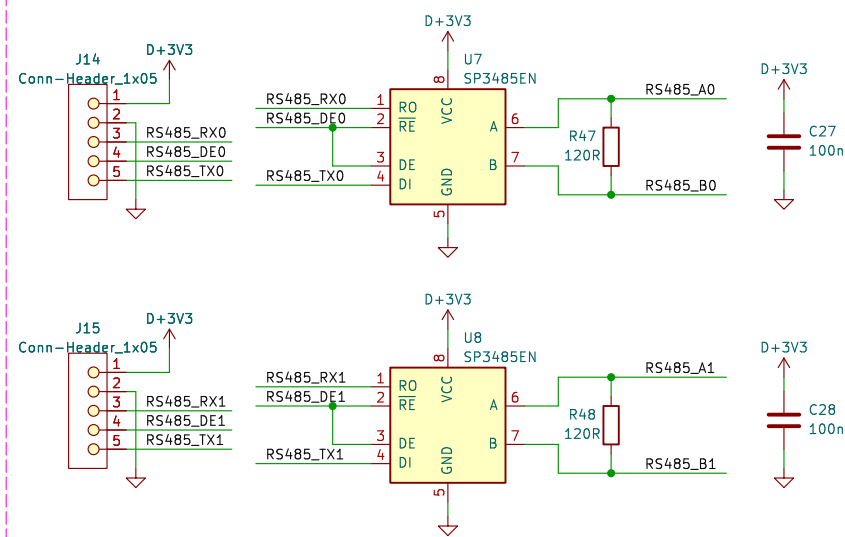 D+3V3
J14
Conn-Header_1x05
1
2
3 RS485_RX0
4 RS485_DE0
5 RS485_TX0
D+3V3
U7
SP3485EN
8
VCC
RS485_RX0 1 RO
RS485_DE0 2 RE
3 DE
RS485_TX0 4 DI
A 6
B 7
GND
5
RS485_A0
R47
120R
RS485_B0
D+3V3
C27
100n
D+3V3
J15
Conn-Header_1x05
1
2
3 RS485_RX1
4 RS485_DE1
5 RS485_TX1
D+3V3
U8
SP3485EN
8
VCC
RS485_RX1 1 RO
RS485_DE1 2 RE
3 DE
RS485_TX1 4 DI
A 6
B 7
GND
5
RS485_A1
R48
120R
RS485_B1
D+3V3
C28
100n